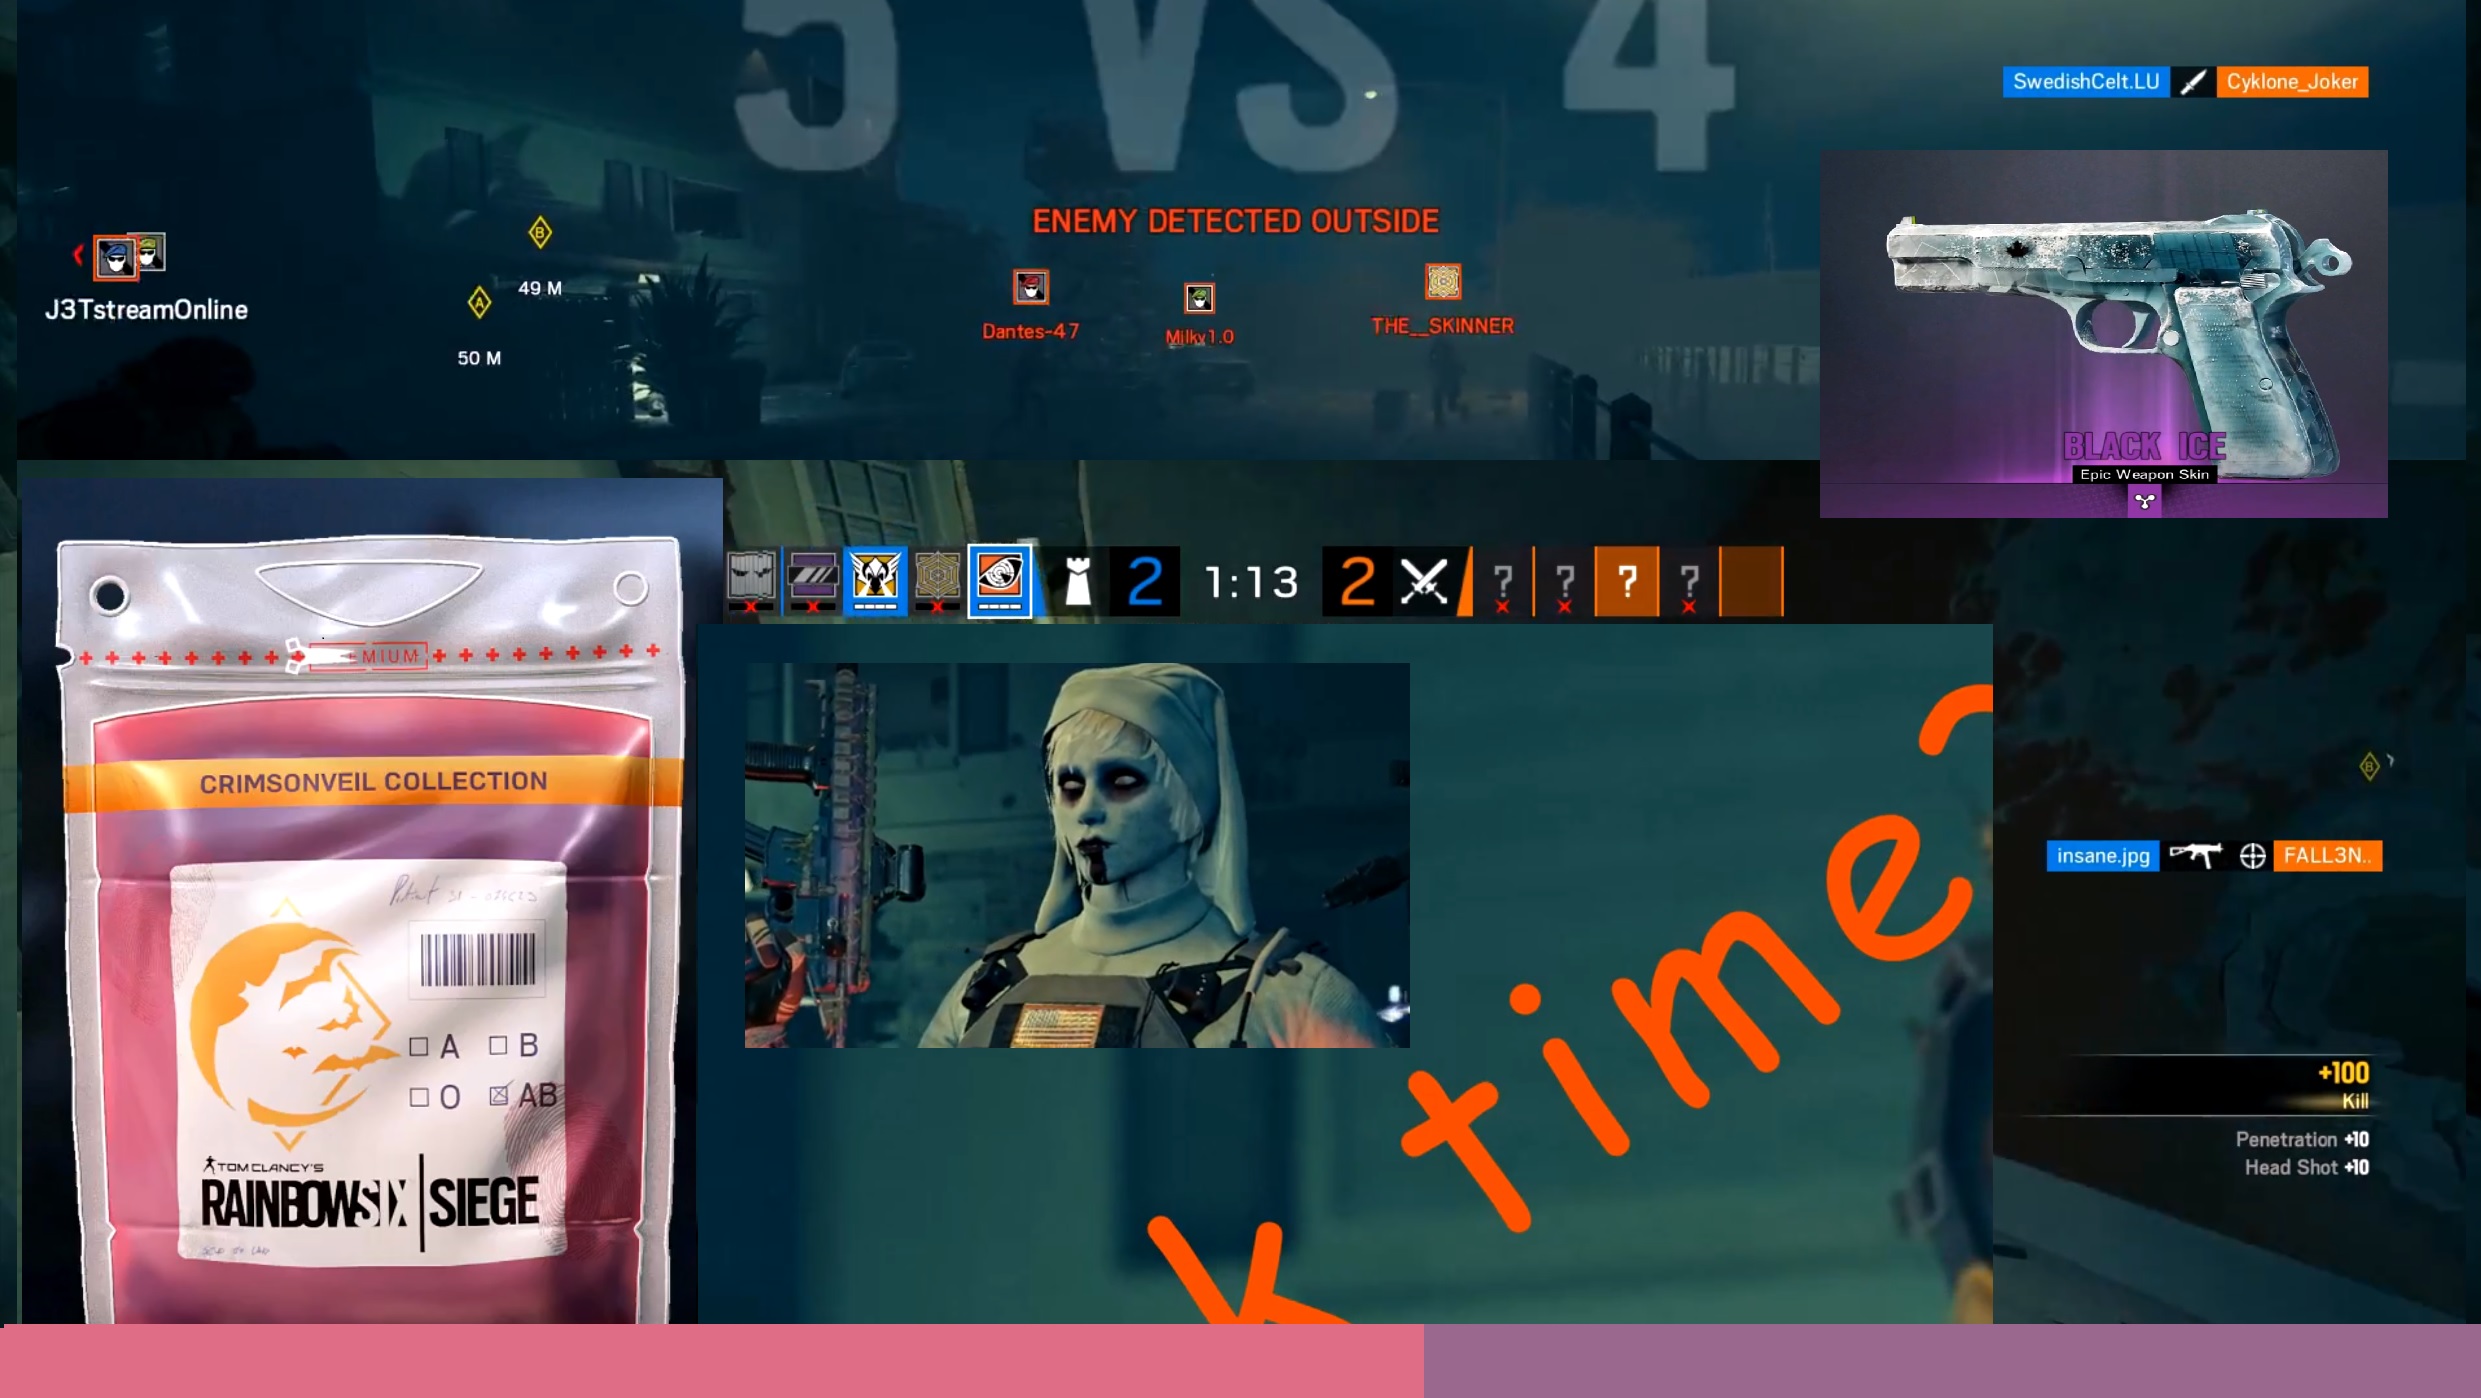 5 VS 4
SwedishCelt.LU Cyklone_Joker
ENEMY DETECTED OUTSIDE
B
49 M
J3TstreamOnline
A
50 M
Dantes-47
Milky1.0
THE__SKINNER
BLACK ICE
Epic Weapon Skin
2 1:13 2 ? ? ? ?
MIUM
CRIMSONVEIL COLLECTION
A B
O AB
TOM CLANCY'S
RAINBOWSIX SIEGE
k time
B
insane.jpg FALL3N..
+100
Kill
Penetration +10
Head Shot +10